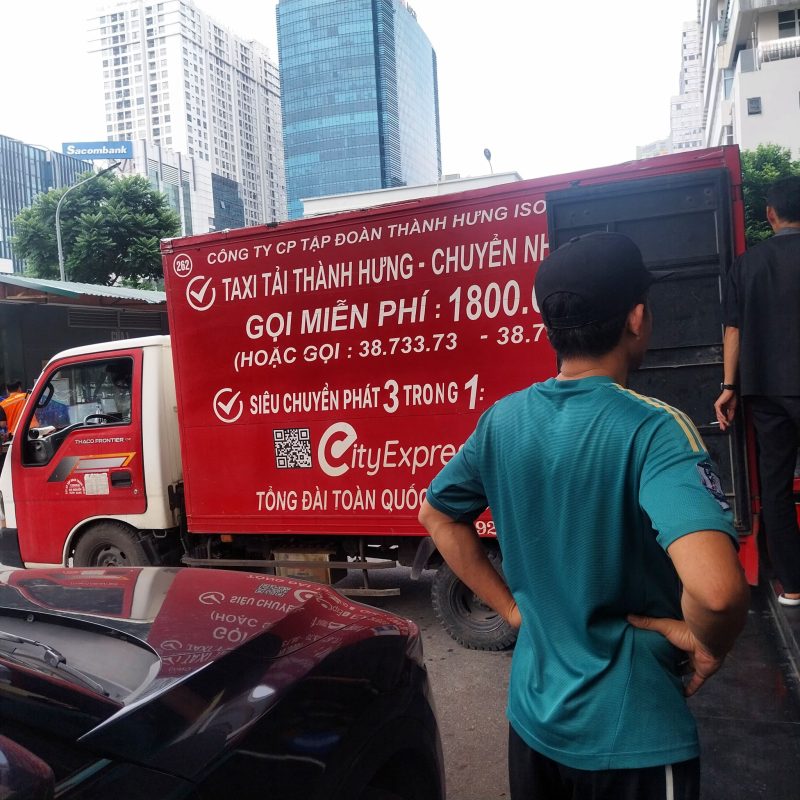 Sacombank
262
CÔNG TY CP TẬP ĐOÀN THÀNH HƯNG ISO
TAXI TẢI THÀNH HƯNG - CHUYỂN NH
GỌI MIỄN PHÍ : 1800.
(HOẶC GỌI : 38.733.73 - 38.7
SIÊU CHUYỂN PHÁT 3 TRONG 1:
CityExpre
TỔNG ĐÀI TOÀN QUỐC
92
THACO FRONTIER